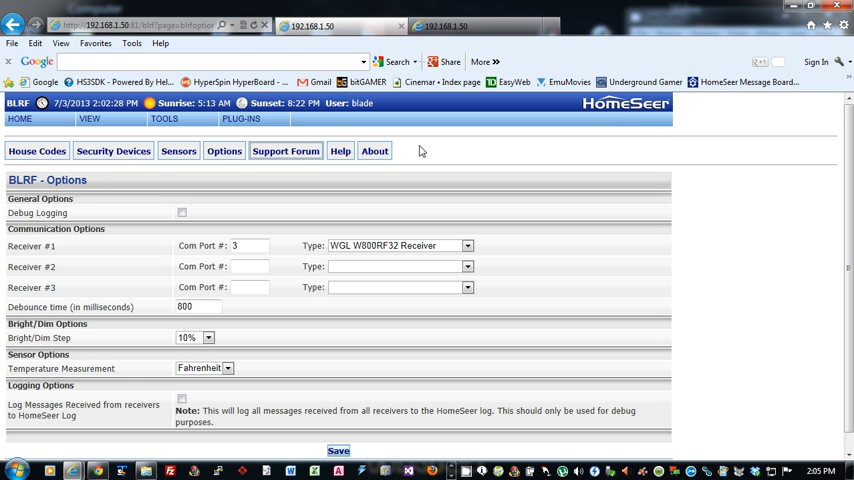 Computer
http://192.168.1.50:81/blrf?page=blrfoption
192.168.1.50
192.168.1.50
File Edit View Favorites Tools Help
Google Search Share More » Sign In
Google HS3SDK - Powered By Hel... HyperSpin HyperBoard - ... Gmail bitGAMER Cinemar • Index page EasyWeb EmuMovies Underground Gamer HomeSeer Message Board...
BLRF 7/3/2013 2:02:28 PM Sunrise: 5:13 AM Sunset: 8:22 PM User: blade HomeSeer
HOME VIEW TOOLS PLUG-INS
House Codes Security Devices Sensors Options Support Forum Help About
BLRF - Options
General Options
Debug Logging
Communication Options
Receiver #1 Com Port #: 3 Type: WGL W800RF32 Receiver
Receiver #2 Com Port #: Type:
Receiver #3 Com Port #: Type:
Debounce time (in milliseconds) 800
Bright/Dim Options
Bright/Dim Step 10%
Sensor Options
Temperature Measurement Fahrenheit
Logging Options
Log Messages Received from receivers
to HomeSeer Log
Note: This will log all messages received from all receivers to the HomeSeer log. This should only be used for debug
purposes.
Save
2:05 PM